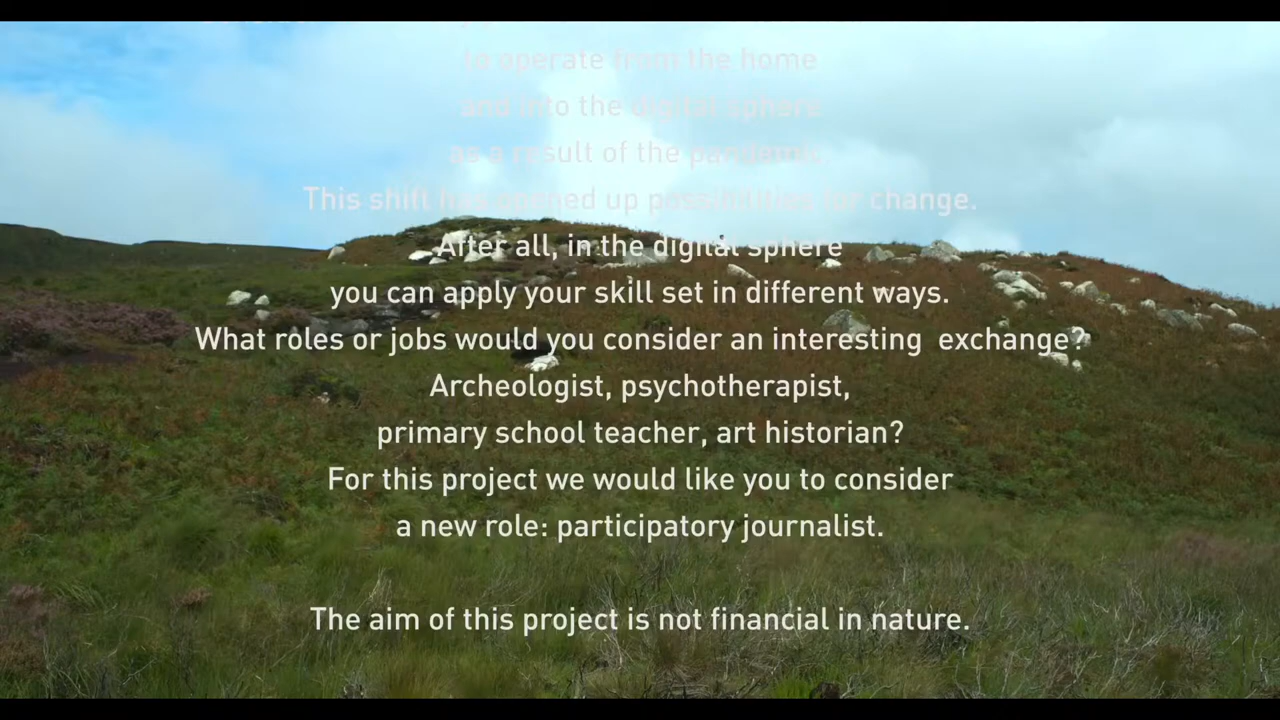 to operate from the home
and into the digital sphere
as a result of the pandemic.
This shift has opened up possibilities for change.
After all, in the digital sphere
you can apply your skill set in different ways.
What roles or jobs would you consider an interesting exchange?
Archeologist, psychotherapist,
primary school teacher, art historian?
For this project we would like you to consider
a new role: participatory journalist.
The aim of this project is not financial in nature.